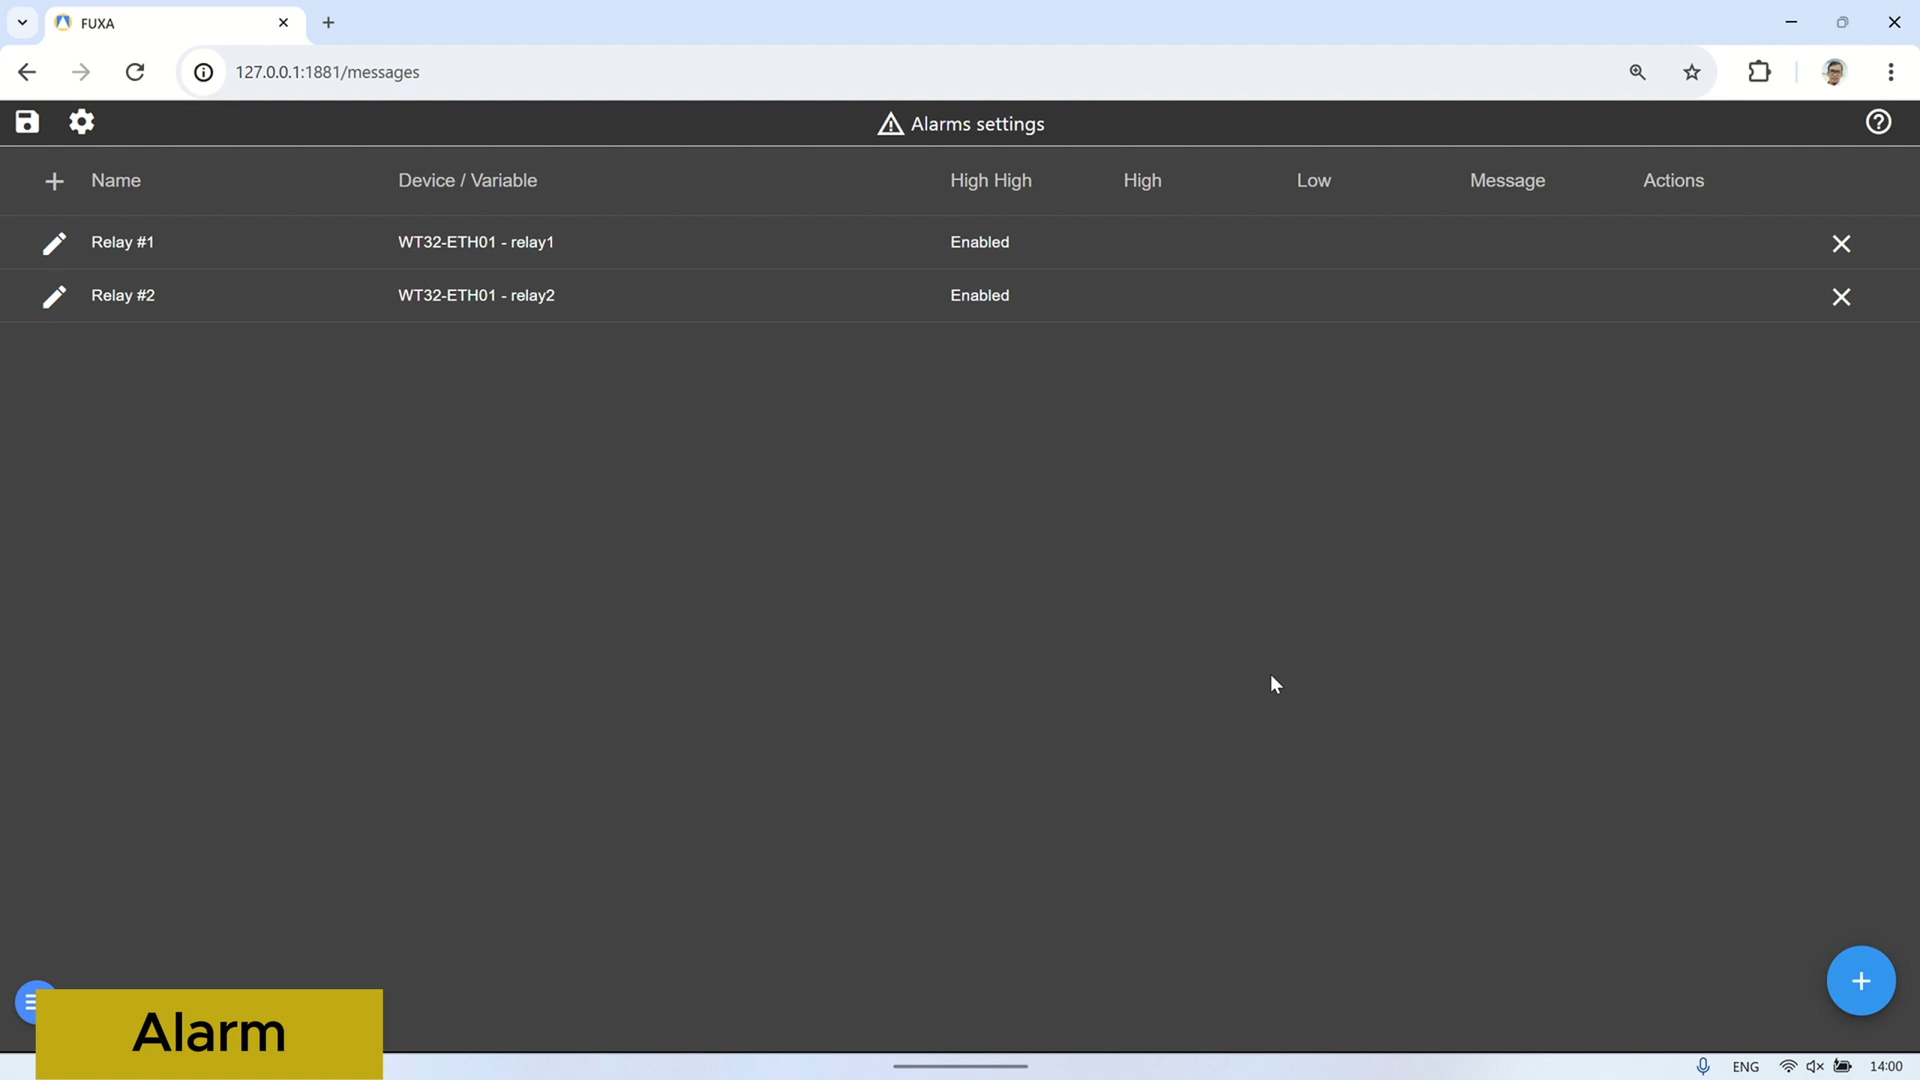 FUXA
127.0.0.1:1881/messages
Alarms settings
Name Device / Variable High High High Low Message Actions
Relay #1 WT32-ETH01 - relay1 Enabled
Relay #2 WT32-ETH01 - relay2 Enabled
Alarm
ENG 14:00